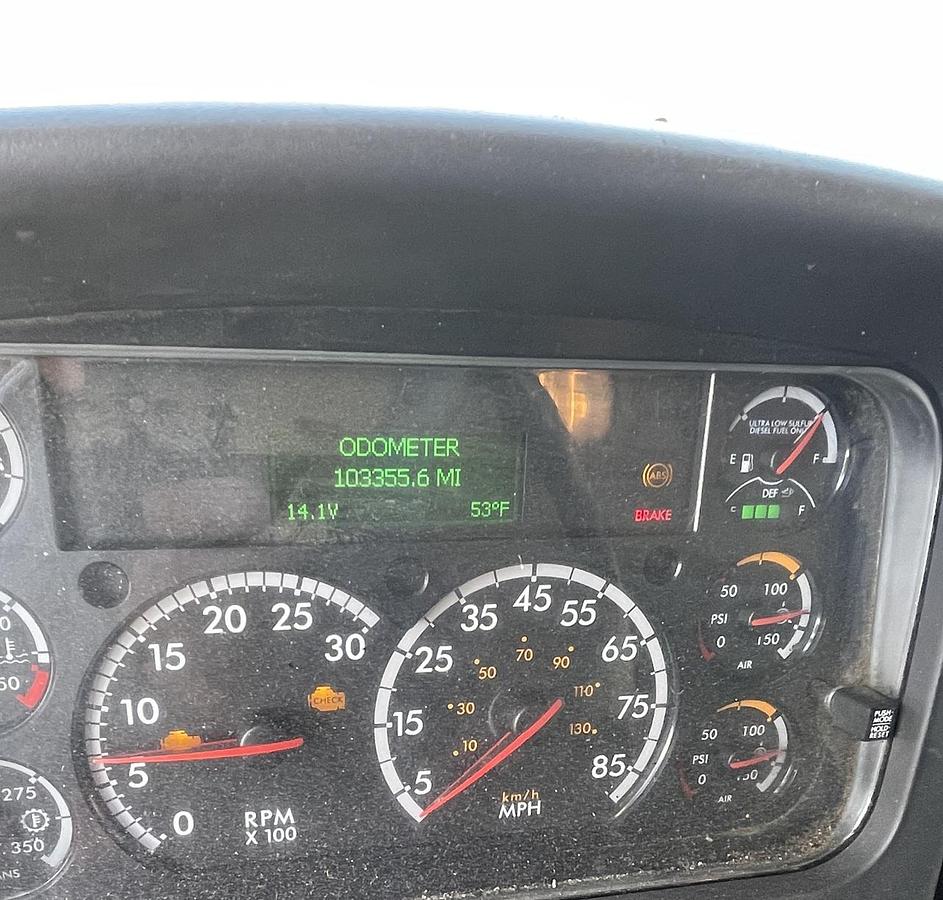 ODOMETER
103355.6 MI
14.1V 53°F
ABS
BRAKE
ULTRA LOW SULFUR
DIESEL FUEL ONLY
E F
DEF
F
50 100
PSI
0 150
AIR
50 100
PSI
0 150
AIR
PUSH-
MODE
HOLD-
RESET
0 5 10 15 20 25 30
CHECK
RPM
X 100
5 15 25 35 45 55 65 75 85
10 30 50 70 90 110 130
km/h
MPH
275
350